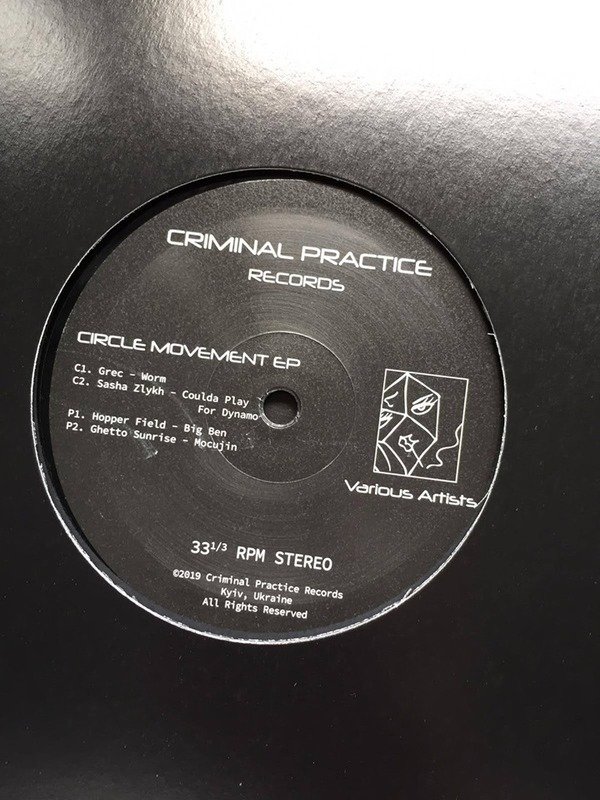 CRIMINAL PRACTICE
RECORDS
CIRCLE MOVEMENT EP
C1. Grec - Worm
C2. Sasha Zlykh - Coulda Play
For Dynamo
P1. Hopper Field - Big Ben
P2. Ghetto Sunrise - Mocujin
Various Artists
33 1/3 RPM STEREO
©2019 Criminal Practice Records
Kyiv, Ukraine
All Rights Reserved